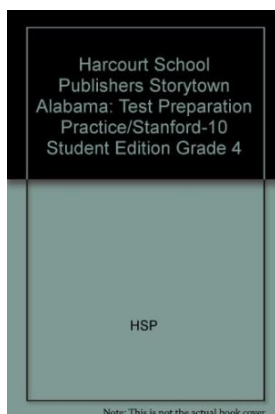 Harcourt School
Publishers Storytown
Alabama: Test Preparation
Practice/Stanford-10
Student Edition Grade 4
HSP
Note: This is not the actual book cover